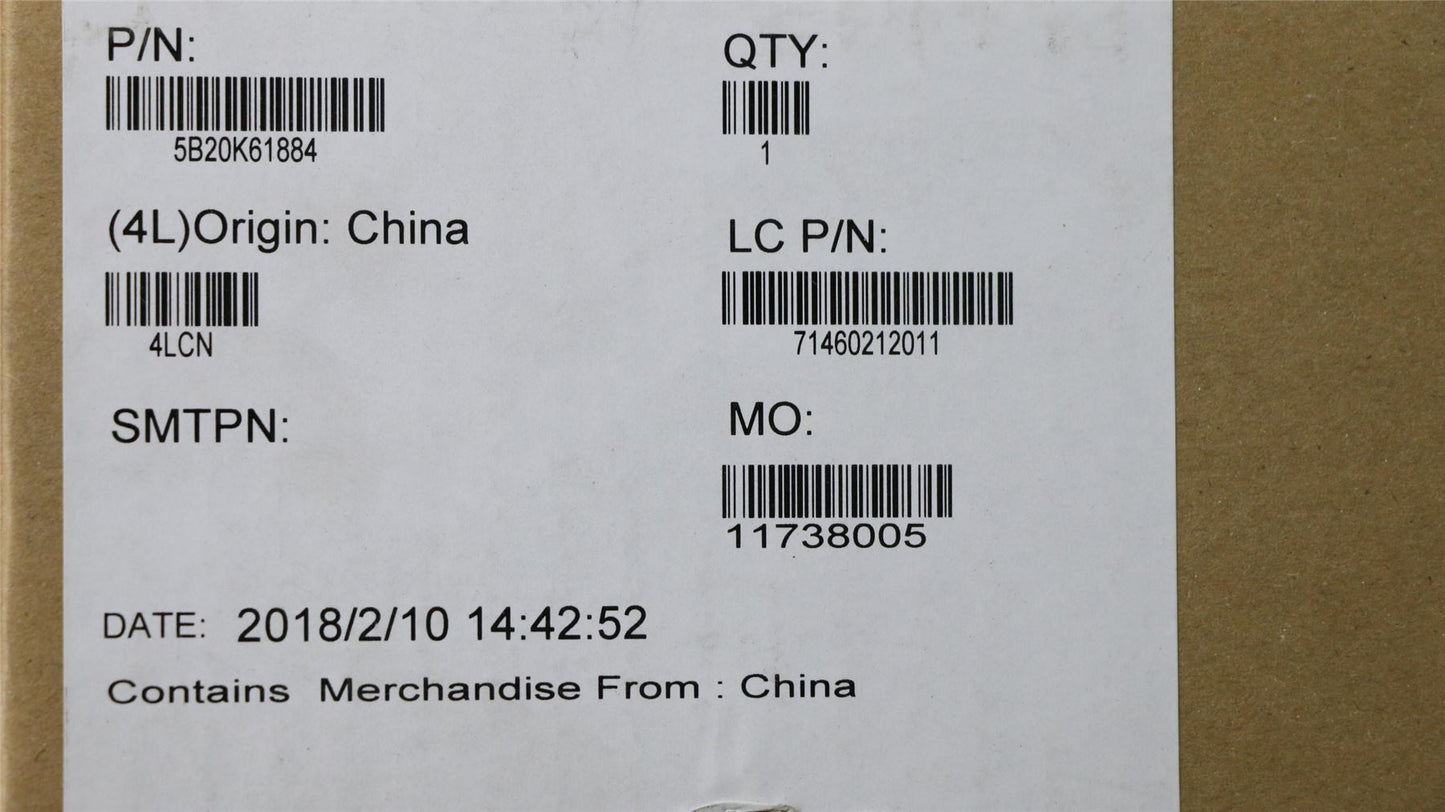 P/N:
5B20K61884
QTY:
1
(4L)Origin: China
4LCN
LC P/N:
71460212011
SMTPN:
MO:
11738005
DATE: 2018/2/10 14:42:52
Contains Merchandise From : China